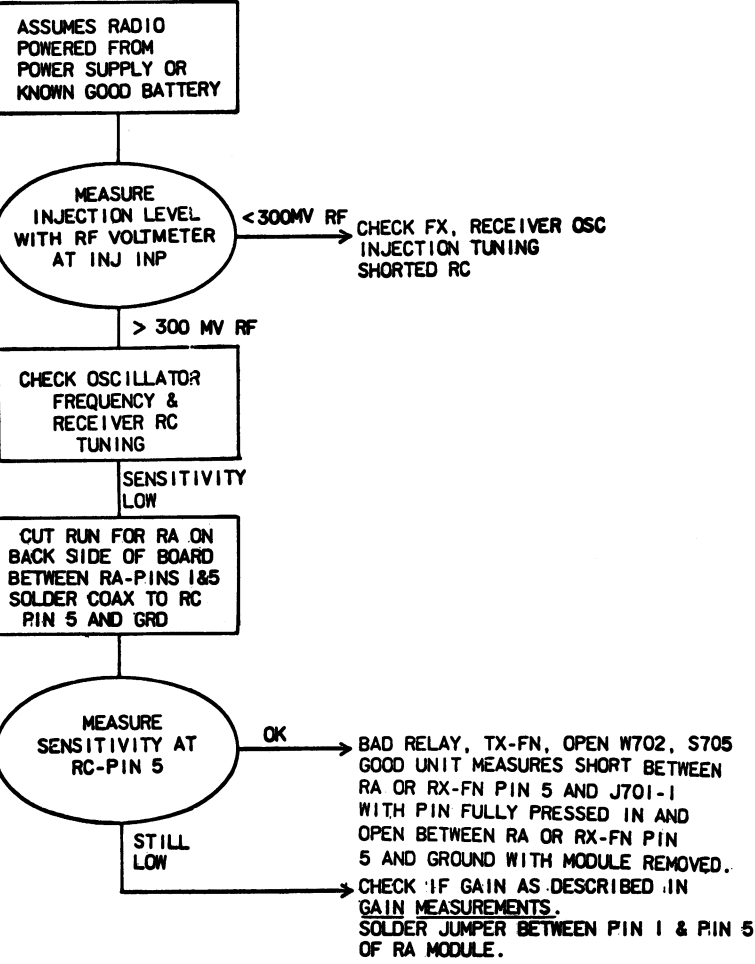 ASSUMES RADIO
POWERED FROM
POWER SUPPLY OR
KNOWN GOOD BATTERY
MEASURE
INJECTION LEVEL
WITH RF VOLTMETER
AT INJ INP
<300MV RF
CHECK FX, RECEIVER OSC
INJECTION TUNING
SHORTED RC
> 300 MV RF
CHECK OSCILLATOR
FREQUENCY &
RECEIVER RC
TUNING
SENSITIVITY
LOW
CUT RUN FOR RA ON
BACK SIDE OF BOARD
BETWEEN RA-PINS 1&5
SOLDER COAX TO RC
PIN 5 AND GRD
MEASURE
SENSITIVITY AT
RC-PIN 5
OK
BAD RELAY, TX-FN, OPEN W702, S705
GOOD UNIT MEASURES SHORT BETWEEN
RA OR RX-FN PIN 5 AND J701-1
WITH PIN FULLY PRESSED IN AND
OPEN BETWEEN RA OR RX-FN PIN
5 AND GROUND WITH MODULE REMOVED.
STILL
LOW
CHECK IF GAIN AS DESCRIBED IN
GAIN MEASUREMENTS.
SOLDER JUMPER BETWEEN PIN 1 & PIN 5
OF RA MODULE.